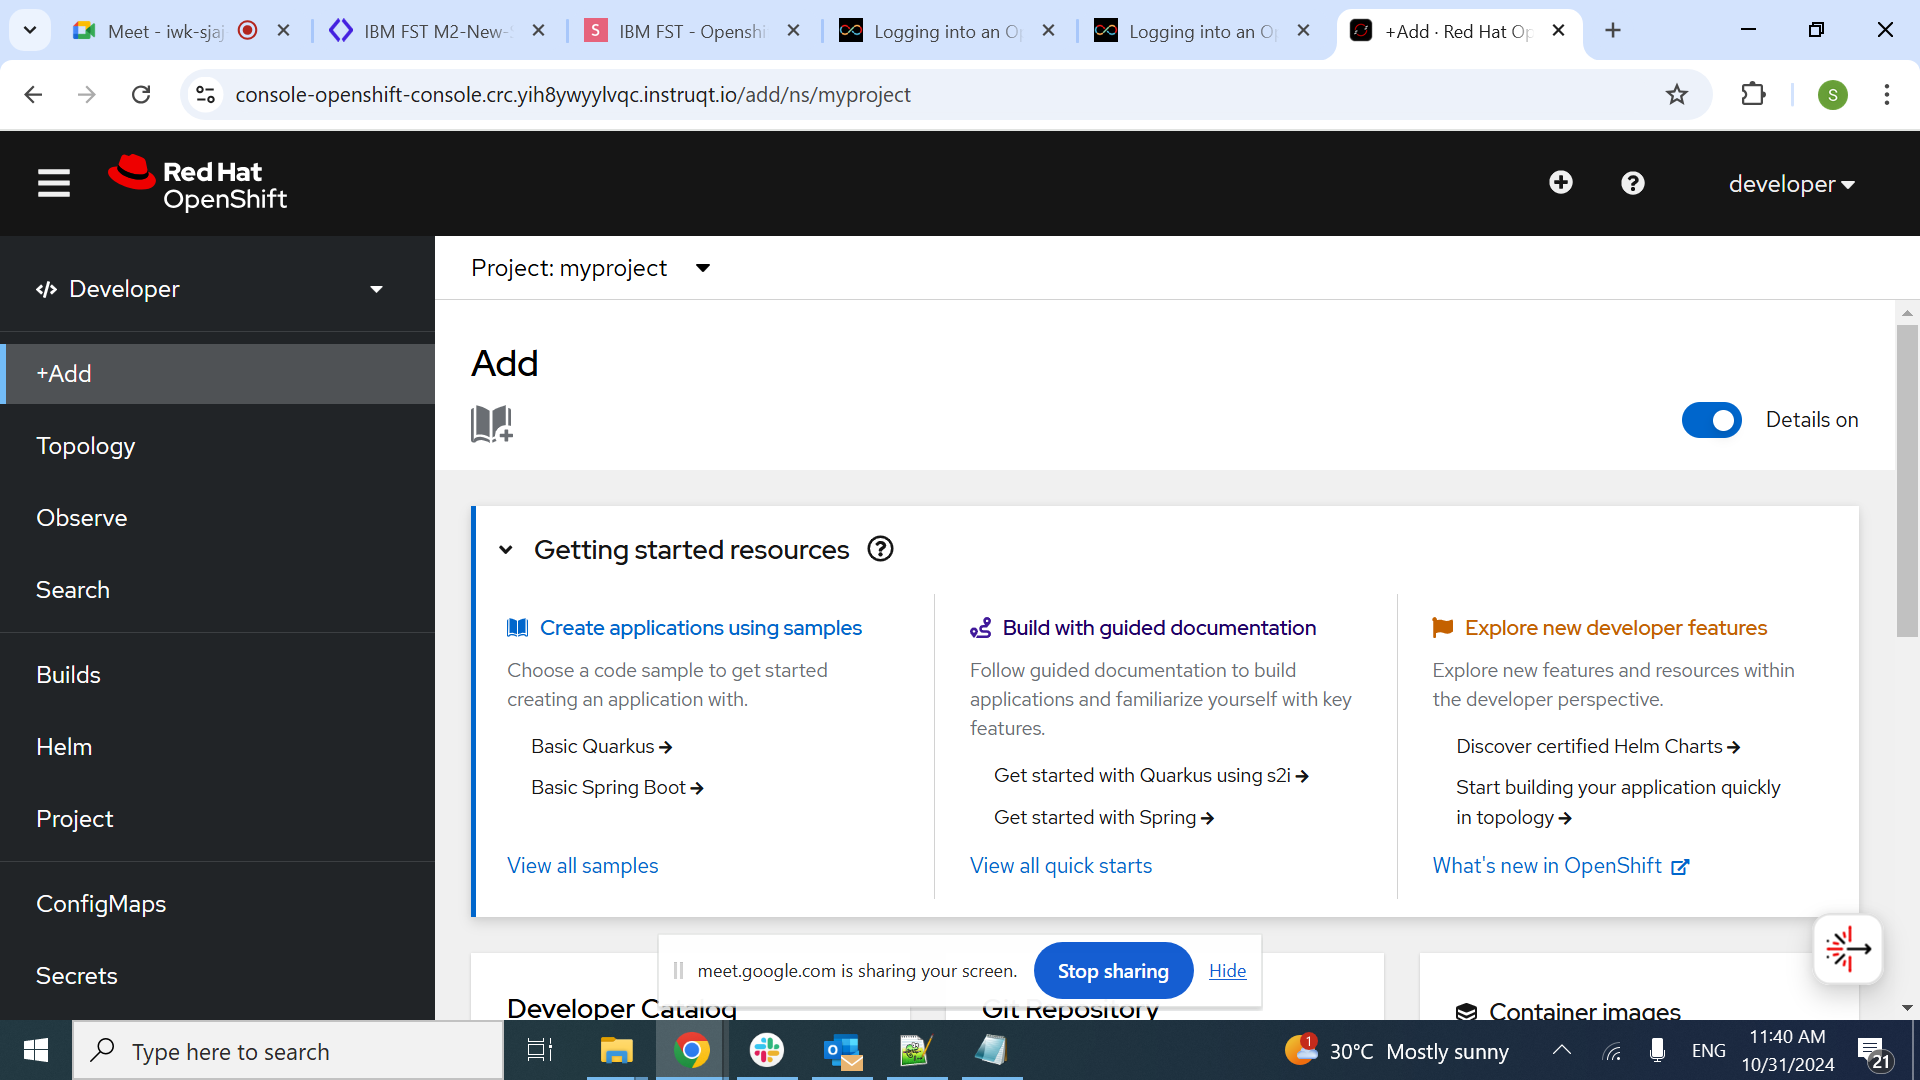 Meet - iwk-sjaj
IBM FST M2-New-
S
IBM FST - Openshi
Logging into an Op
Logging into an Op
+Add · Red Hat Op
console-openshift-console.crc.yih8ywyylvqc.instruqt.io/add/ns/myproject
S
Red Hat
OpenShift
developer
Developer
Project: myproject
+Add
Topology
Observe
Search
Builds
Helm
Project
ConfigMaps
Secrets
Add
Details on
Getting started resources
Create applications using samples
Choose a code sample to get started
creating an application with.
Basic Quarkus
Basic Spring Boot
View all samples
Build with guided documentation
Follow guided documentation to build
applications and familiarize yourself with key
features.
Get started with Quarkus using s2i
Get started with Spring
View all quick starts
Explore new developer features
Explore new features and resources within
the developer perspective.
Discover certified Helm Charts
Start building your application quickly
in topology
What's new in OpenShift
Developer Catalog
Git Repository
Container images
meet.google.com is sharing your screen.
Stop sharing
Hide
Type here to search
1
30°C Mostly sunny
ENG
11:40 AM
10/31/2024
21